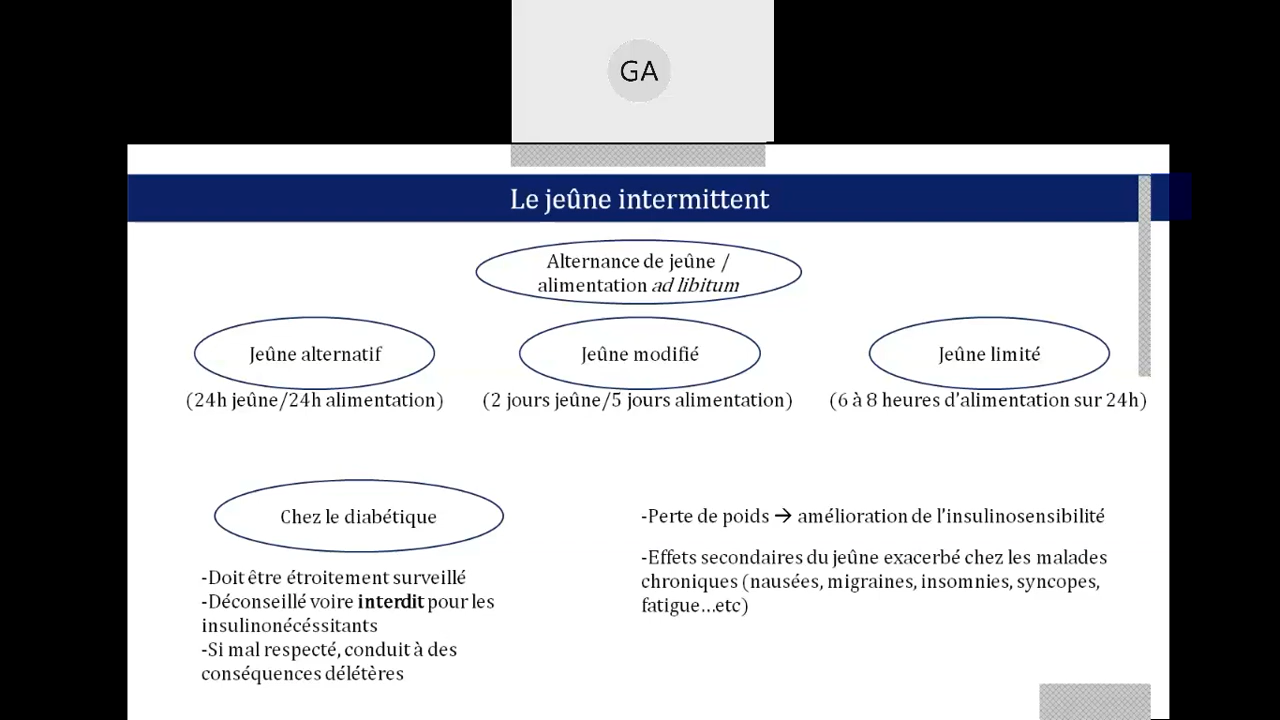 GA
Le jeûne intermittent
Alternance de jeûne /
alimentation ad libitum
Jeûne alternatif
Jeûne modifié
Jeûne limité
(24h jeûne/24h alimentation)
(2 jours jeûne/5 jours alimentation)
(6 à 8 heures d'alimentation sur 24h)
Chez le diabétique
-Doit être étroitement surveillé
-Déconseillé voire interdit pour les
insulinonécéssitants
-Si mal respecté, conduit à des
conséquences délétères
-Perte de poids → amélioration de l'insulinosensibilité
-Effets secondaires du jeûne exacerbé chez les malades
chroniques (nausées, migraines, insomnies, syncopes,
fatigue...etc)